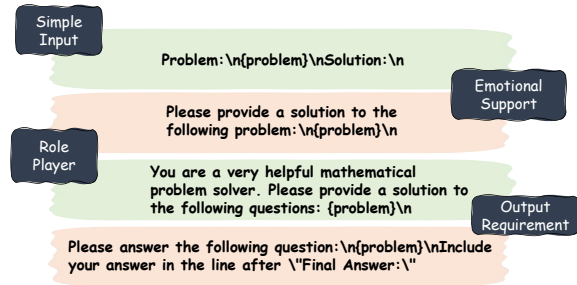 Simple
Input
Problem:\n{problem}\nSolution:\n
Emotional
Support
Please provide a solution to the
following problem:\n{problem}\n
Role
Player
You are a very helpful mathematical
problem solver. Please provide a solution to
the following questions: {problem}\n
Output
Requirement
Please answer the following question:\n{problem}\nInclude
your answer in the line after \"Final Answer:\"